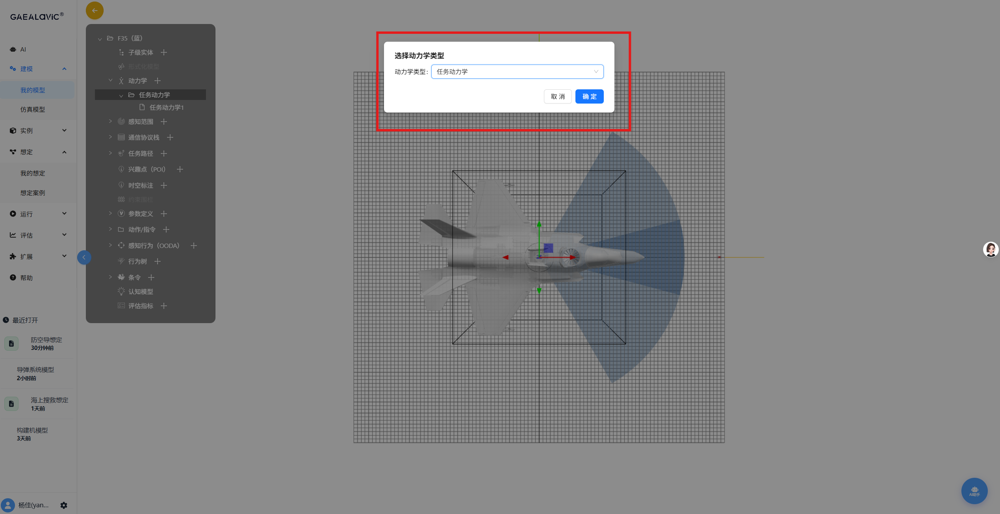 GAEALAVIC®
AI
建模
我的模型
仿真模型
实例
想定
我的想定
想定案例
运行
评估
扩展
帮助
最近打开
防空导想定
30分钟前
导弹系统模型
2小时前
海上搜救想定
1天前
构建机模型
3天前
杨佳(yan...
F35（蓝）
子级实体
形式化模型
动力学
任务动力学
任务动力学1
感知范围
通信协议栈
任务路径
兴趣点（POI）
时空标注
约束围栏
参数定义
动作/指令
感知行为（OODA）
行为树
条令
认知模型
评估指标
选择动力学类型
动力学类型：
任务动力学
取 消
确 定
AI助手